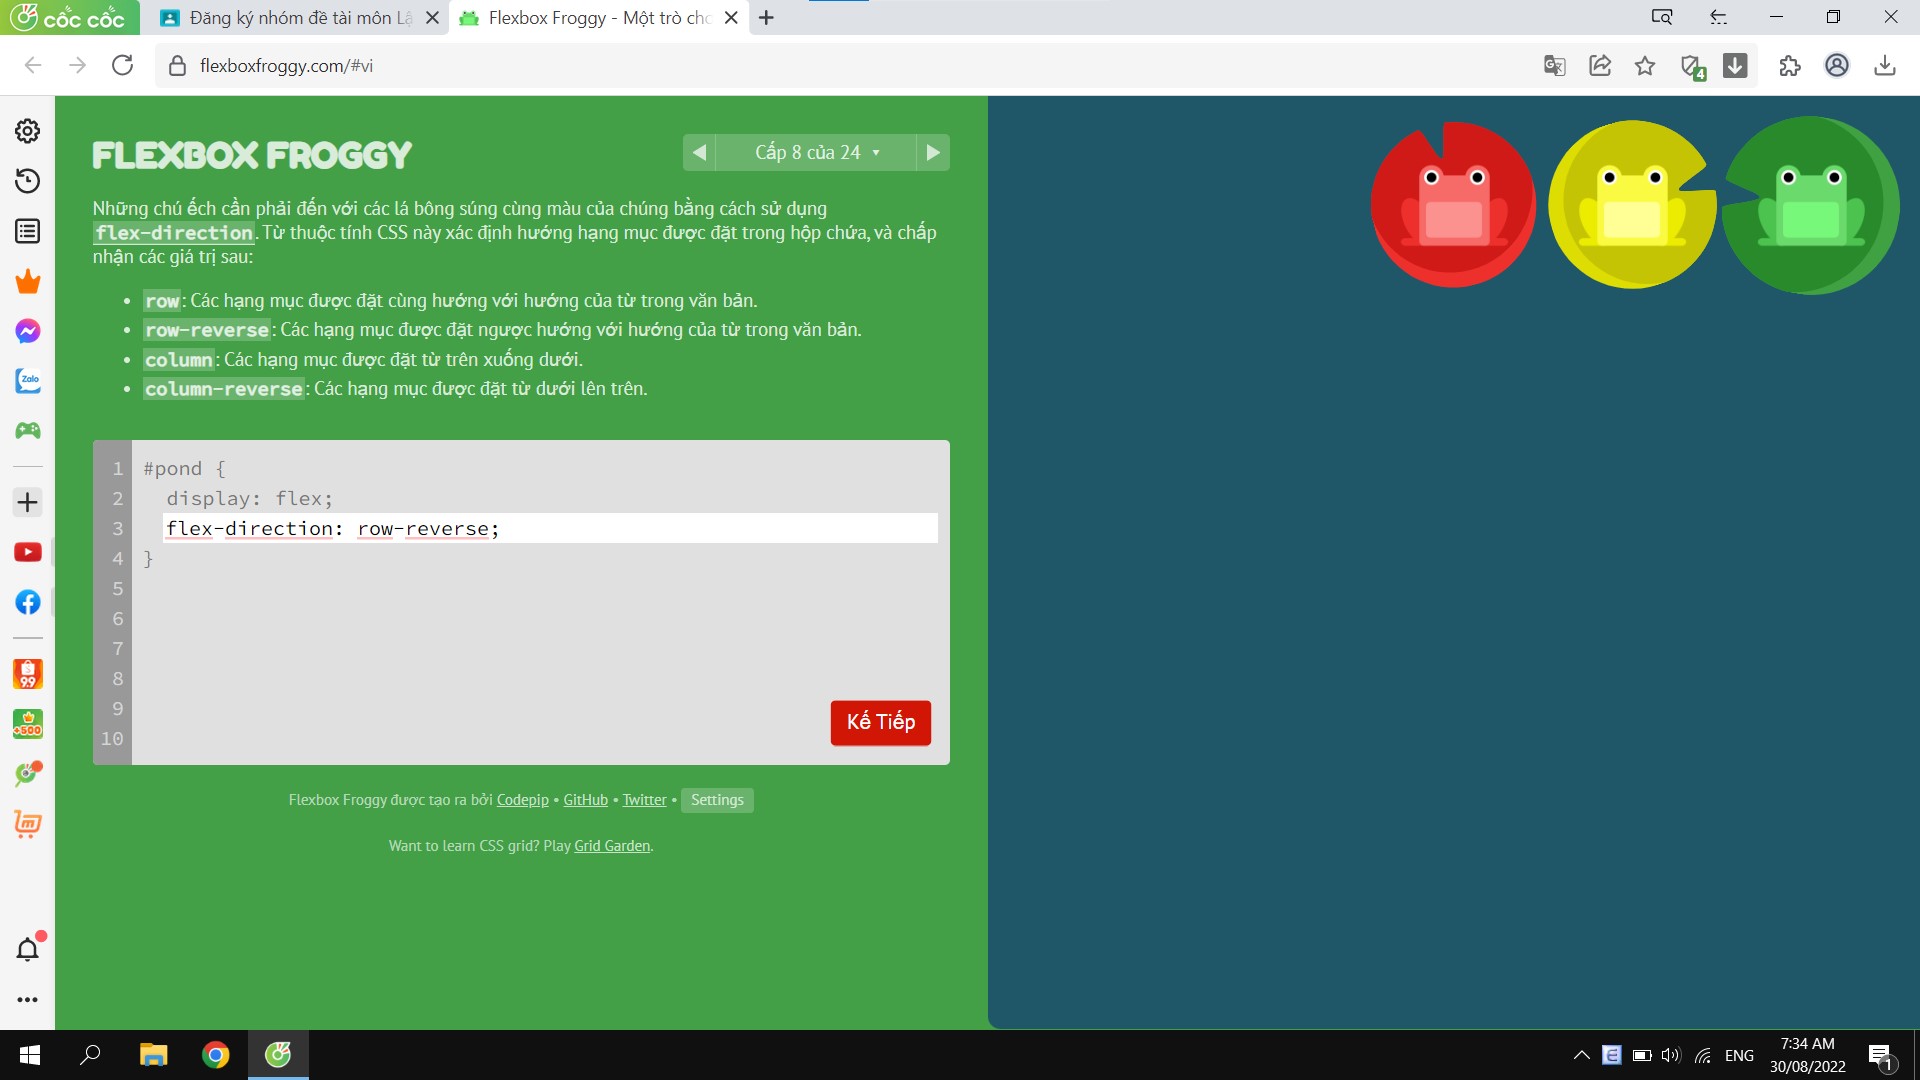 cốc cốc
Đăng ký nhóm đề tài môn Lậ
Flexbox Froggy - Một trò chơ
flexboxfroggy.com/#vi
4
FLEXBOX FROGGY
Cấp 8 của 24
Những chú ếch cần phải đến với các lá bông súng cùng màu của chúng bằng cách sử dụng
flex-direction. Từ thuộc tính CSS này xác định hướng hạng mục được đặt trong hộp chứa, và chấp
nhận các giá trị sau:
• row: Các hạng mục được đặt cùng hướng với hướng của từ trong văn bản.
• row-reverse: Các hạng mục được đặt ngược hướng với hướng của từ trong văn bản.
• column: Các hạng mục được đặt từ trên xuống dưới.
• column-reverse: Các hạng mục được đặt từ dưới lên trên.
1 #pond {
2 display: flex;
3 flex-direction: row-reverse;
4 }
5
6
7
8
9
10
Kế Tiếp
Flexbox Froggy được tạo ra bởi Codepip • GitHub • Twitter • Settings
Want to learn CSS grid? Play Grid Garden.
Zalo
9.9
+500
ENG
7:34 AM
30/08/2022
1